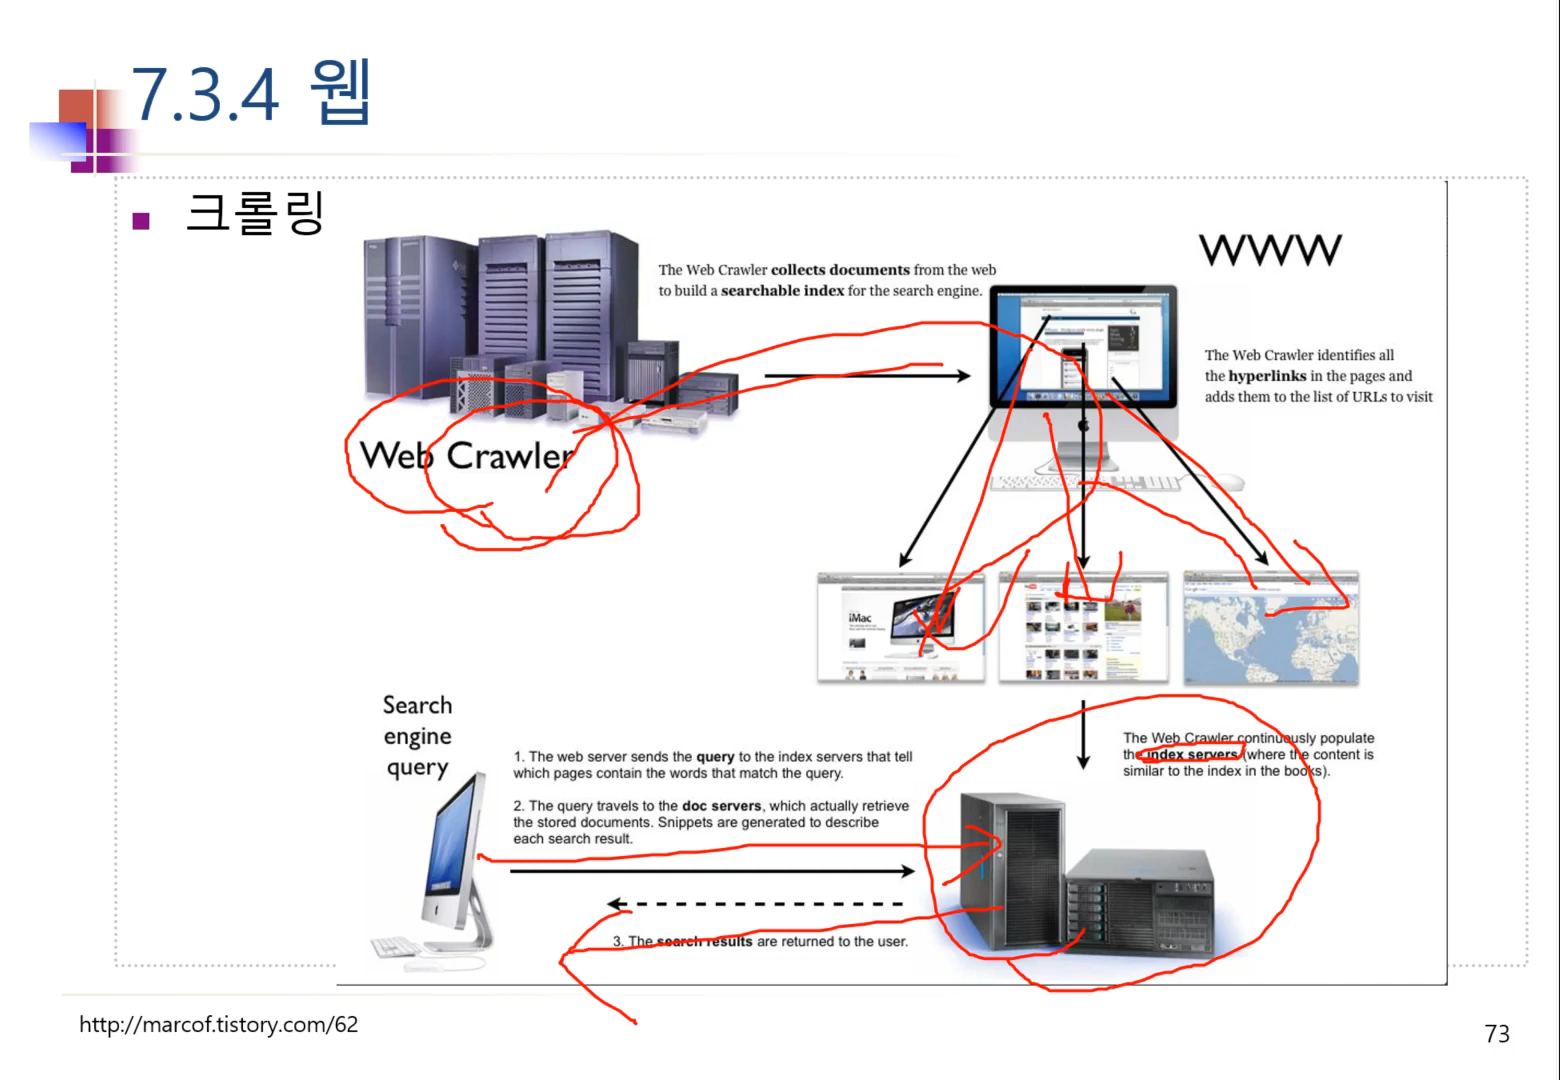 7.3.4 웹
크롤링
The Web Crawler collects documents from the web
to build a searchable index for the search engine.
WWW
The Web Crawler identifies all
the hyperlinks in the pages and
adds them to the list of URLs to visit
Web Crawler
iMac
Search
engine
query
1. The web server sends the query to the index servers that tell
which pages contain the words that match the query.
2. The query travels to the doc servers, which actually retrieve
the stored documents. Snippets are generated to describe
each search result.
The Web Crawler continuously populate
the index servers (where the content is
similar to the index in the books).
3. The search results are returned to the user.
http://marcof.tistory.com/62
73